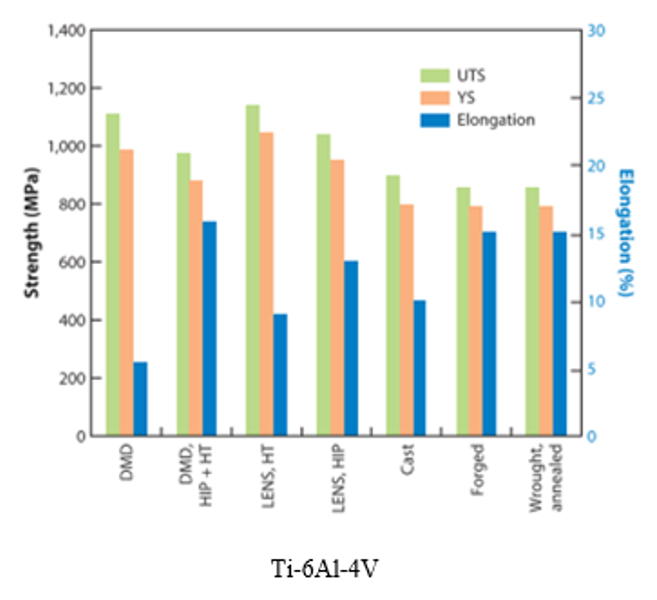 1,400
1,200
1,000
800
600
400
200
0
Strength (MPa)
30
25
20
15
10
5
0
Elongation (%)
UTS
YS
Elongation
DMD
DMD,
HIP + HT
LENS, HT
LENS, HIP
Cast
Forged
Wrought,
annealed
Ti-6Al-4V